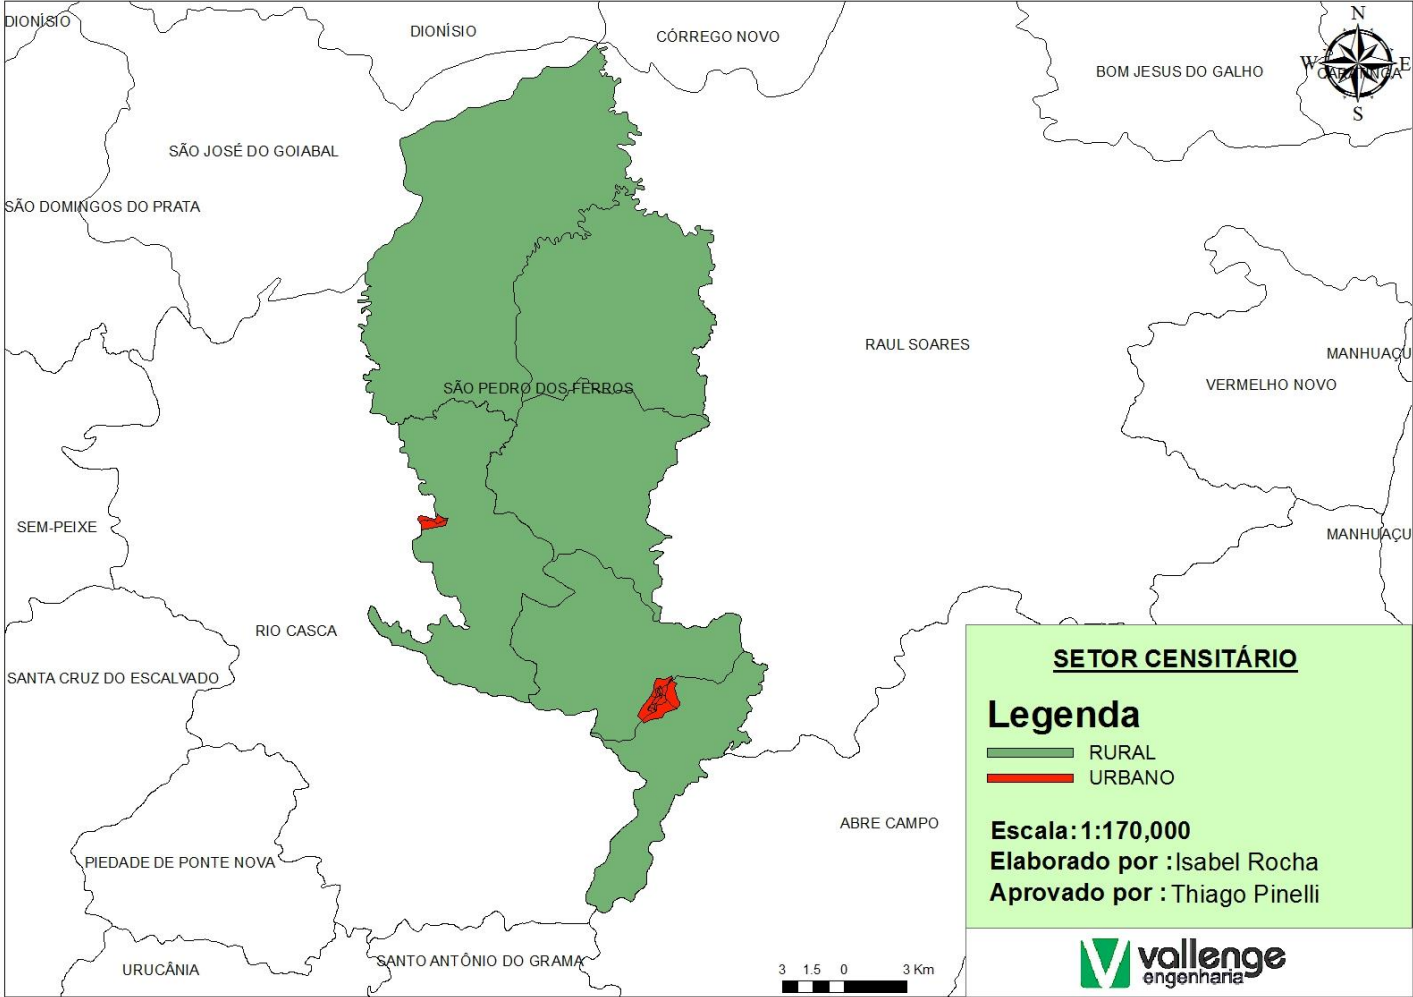 DIONÍSIO
DIONÍSIO
CÓRREGO NOVO
N
W
E
S
BOM JESUS DO GALHO
CARATINGA
SÃO JOSÉ DO GOIABAL
SÃO DOMINGOS DO PRATA
RAUL SOARES
MANHUAÇU
VERMELHO NOVO
SÃO PEDRO DOS FERROS
SEM-PEIXE
MANHUAÇU
RIO CASCA
SANTA CRUZ DO ESCALVADO
ABRE CAMPO
PIEDADE DE PONTE NOVA
SANTO ANTÔNIO DO GRAMA
URUCÂNIA
3 1.5 0 3 Km
SETOR CENSITÁRIO
Legenda
RURAL
URBANO
Escala:1:170,000
Elaborado por :Isabel Rocha
Aprovado por : Thiago Pinelli
vallenge
engenharia